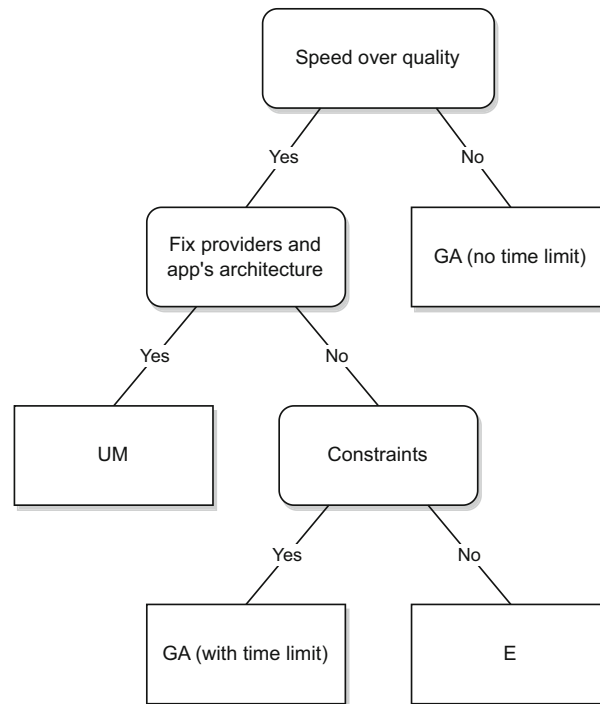 Speed over quality
Yes
No
Fix providers and
app's architecture
GA (no time limit)
Yes
No
UM
Constraints
Yes
No
GA (with time limit)
E